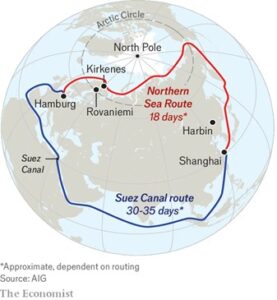 Arctic Circle
North Pole
Kirkenes
Hamburg
Rovaniemi
Northern
Sea Route
18 days*
Harbin
Shanghai
Suez
Canal
Suez Canal route
30-35 days*
*Approximate, dependent on routing
Source: AIG
The Economist